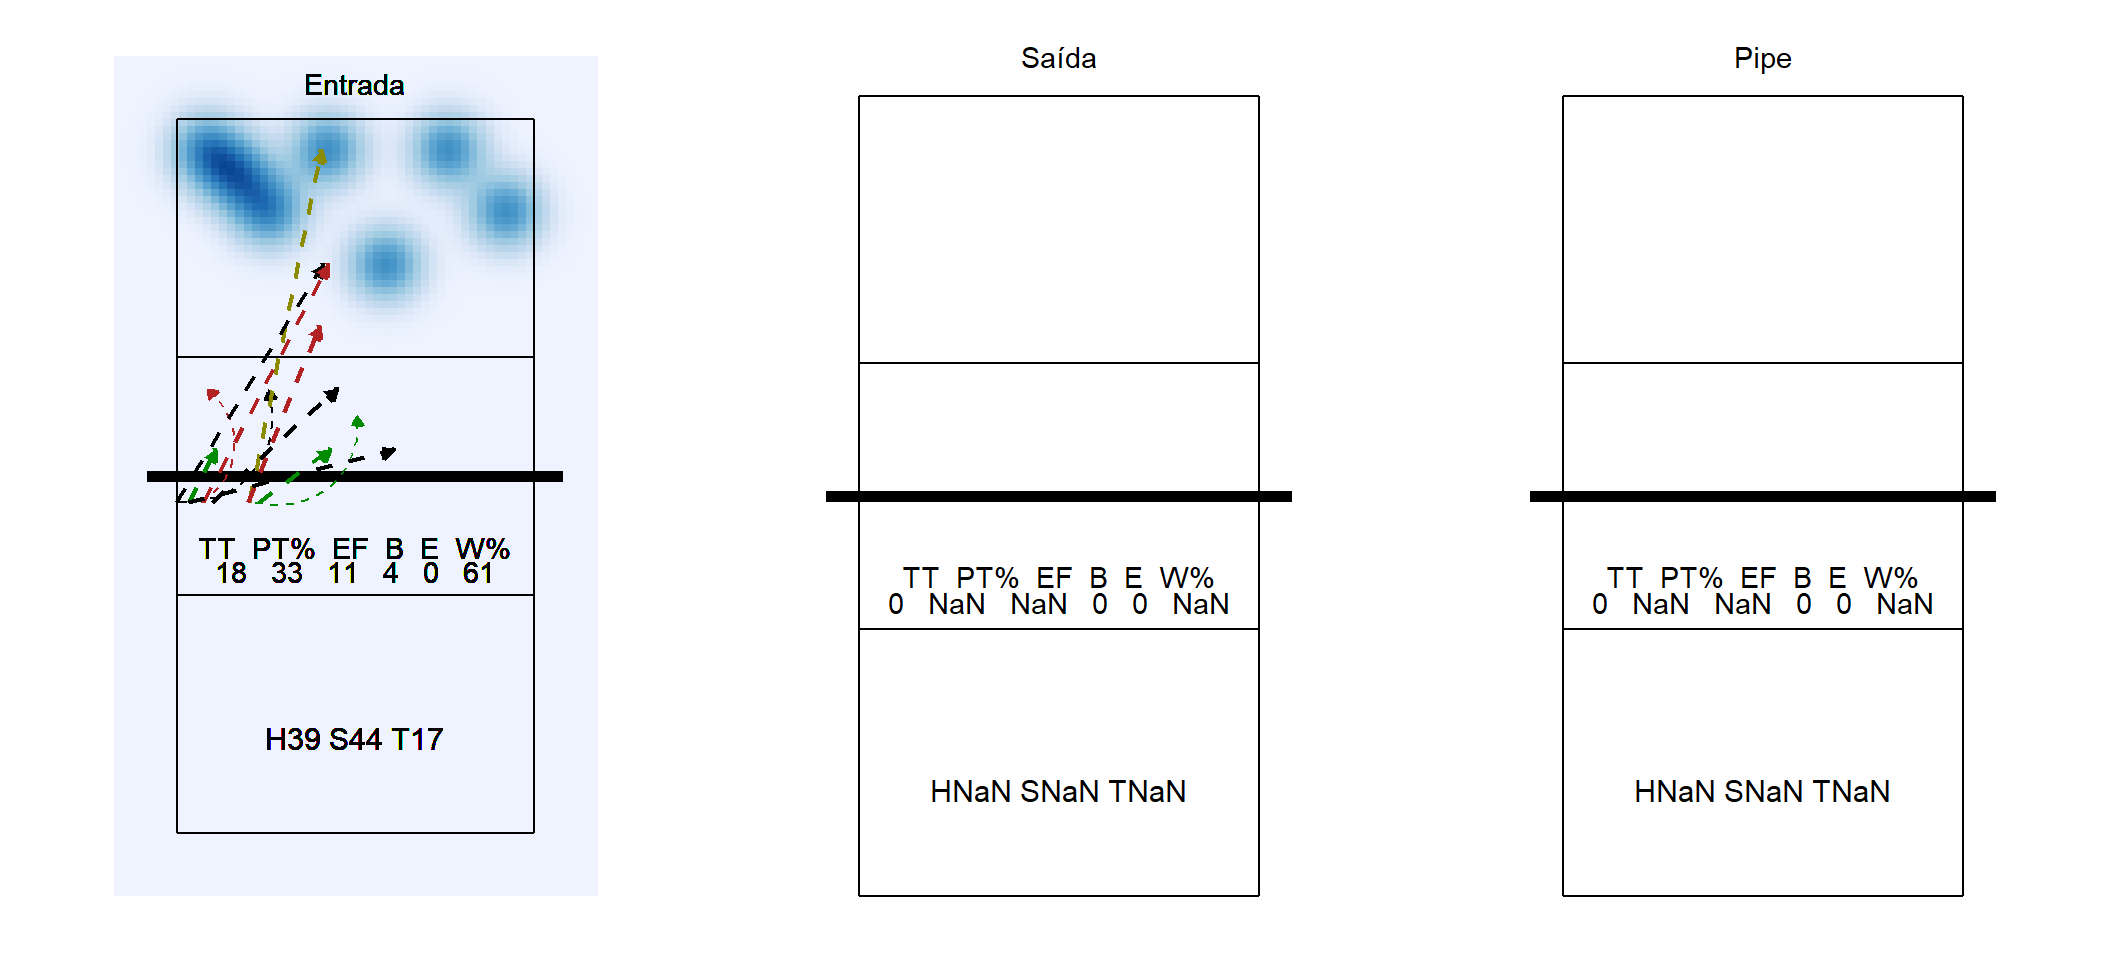 Entrada
TT PT% EF B E W%
18 33 11 4 0 61
H39 S44 T17
Saída
TT PT% EF B E W%
0 NaN NaN 0 0 NaN
HNaN SNaN TNaN
Pipe
TT PT% EF B E W%
0 NaN NaN 0 0 NaN
HNaN SNaN TNaN